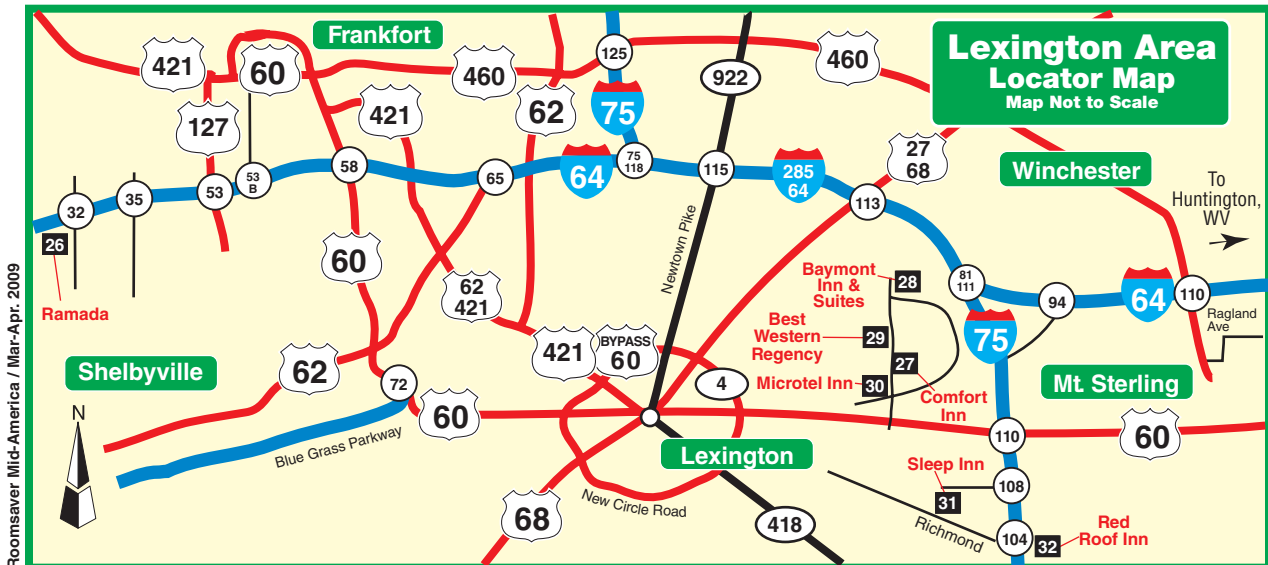 Frankfort
Lexington Area
Locator Map
Map Not to Scale
421
60
460
125
922
460
62
75
421
127
27
68
Winchester
58
75
118
115
285
64
64
65
53
53
B
35
32
113
To
Huntington,
WV
26
Ramada
60
62
421
Newtown Pike
Baymont
Inn &
Suites
28
81
111
94
64
110
Ragland
Ave
Best
Western
Regency
29
75
27
Comfort
Inn
Microtel Inn
30
421
BYPASS
60
4
Shelbyville
62
72
Mt. Sterling
N
60
Blue Grass Parkway
Lexington
110
60
Sleep Inn
31
108
New Circle Road
68
418
Richmond
104
32
Red
Roof Inn
Roomsaver Mid-America / Mar-Apr. 2009